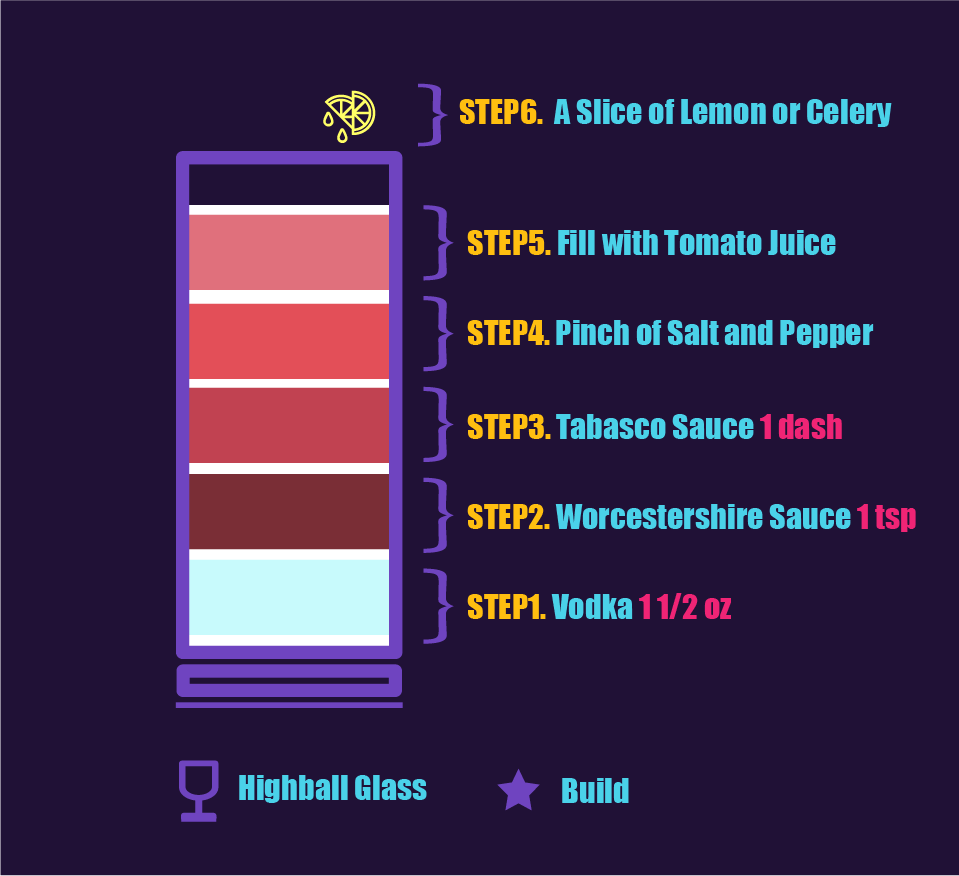 STEP6. A Slice of Lemon or Celery
STEP5. Fill with Tomato Juice
STEP4. Pinch of Salt and Pepper
STEP3. Tabasco Sauce 1 dash
STEP2. Worcestershire Sauce 1 tsp
STEP1. Vodka 1 1/2 oz
Highball Glass
Build